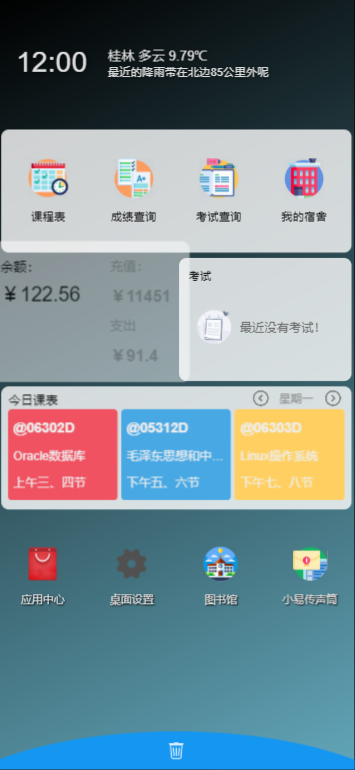 12:00
桂林 多云 9.79℃
最近的降雨带在北边85公里外呢
课程表
成绩查询
考试查询
我的宿舍
余额：
￥122.56
充值：
￥11451
支出
￥91.4
考试
最近没有考试！
今日课表
星期一
@06302D
Oracle数据库
上午三、四节
@05312D
毛泽东思想和中...
下午五、六节
@06303D
Linux操作系统
下午七、八节
应用中心
桌面设置
图书馆
小易传声筒